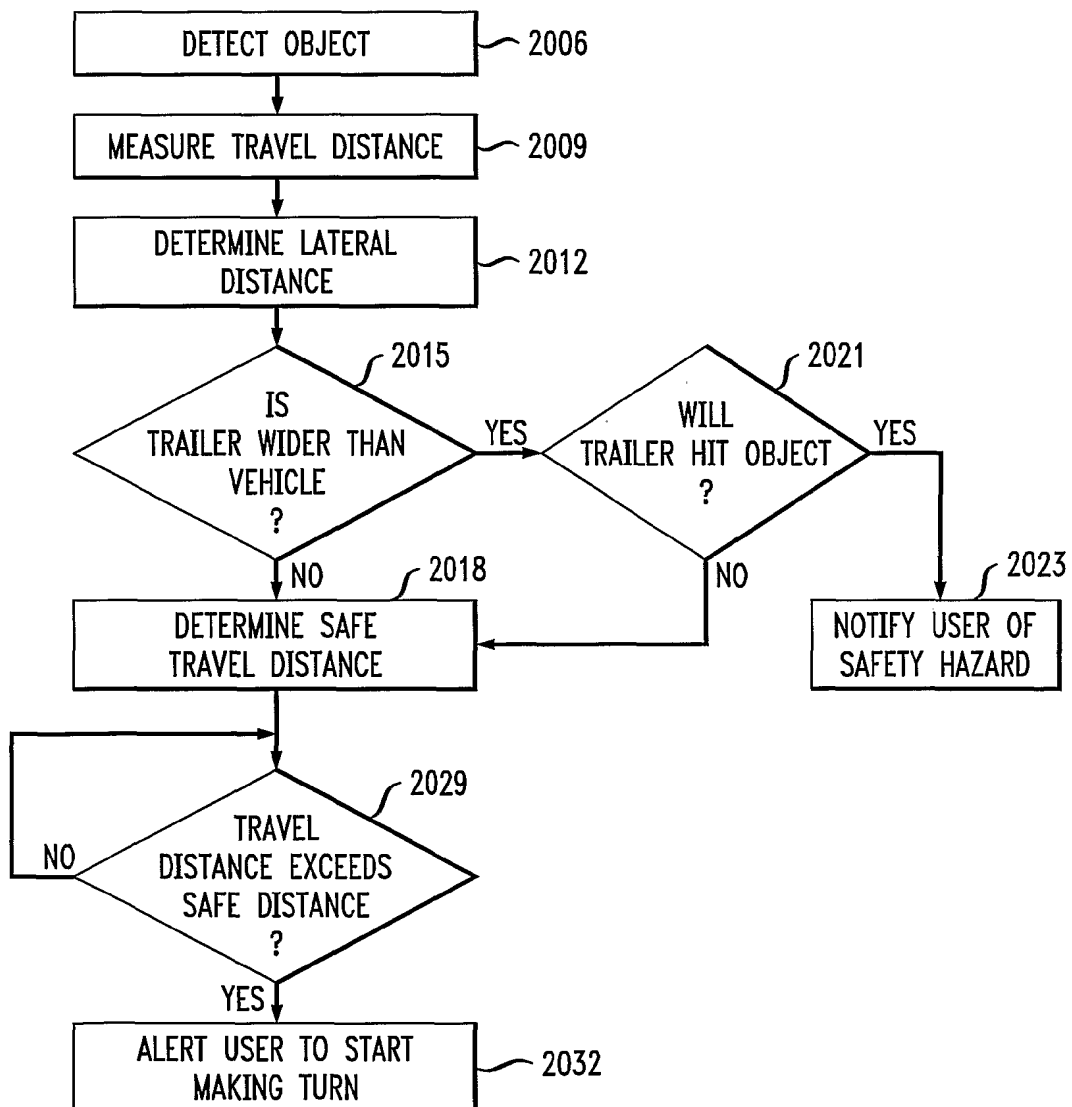 DETECT OBJECT
2006
MEASURE TRAVEL DISTANCE
2009
DETERMINE LATERAL
DISTANCE
2012
2015
IS
TRAILER WIDER THAN
VEHICLE
?
YES
NO
2021
WILL
TRAILER HIT OBJECT
?
YES
NO
2018
DETERMINE SAFE
TRAVEL DISTANCE
2023
NOTIFY USER OF
SAFETY HAZARD
2029
TRAVEL
DISTANCE EXCEEDS
SAFE DISTANCE
?
NO
YES
ALERT USER TO START
MAKING TURN
2032